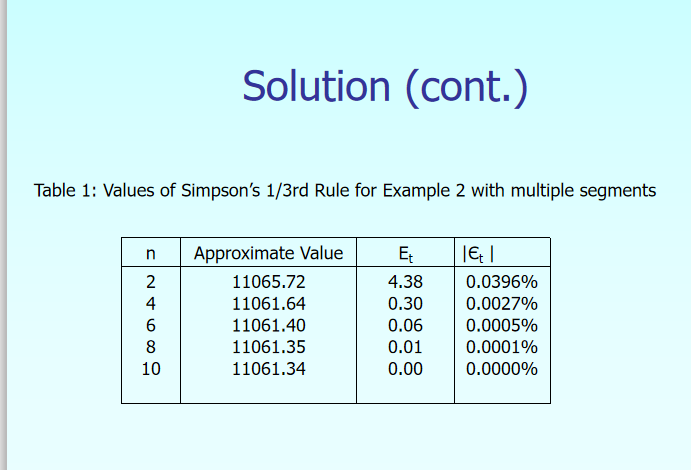 Solution (cont.)
Table 1: Values of Simpson’s 1/3rd Rule for Example 2 with multiple segments
n Approximate Value Et |Єt |
2 11065.72 4.38 0.0396%
4 11061.64 0.30 0.0027%
6 11061.40 0.06 0.0005%
8 11061.35 0.01 0.0001%
10 11061.34 0.00 0.0000%